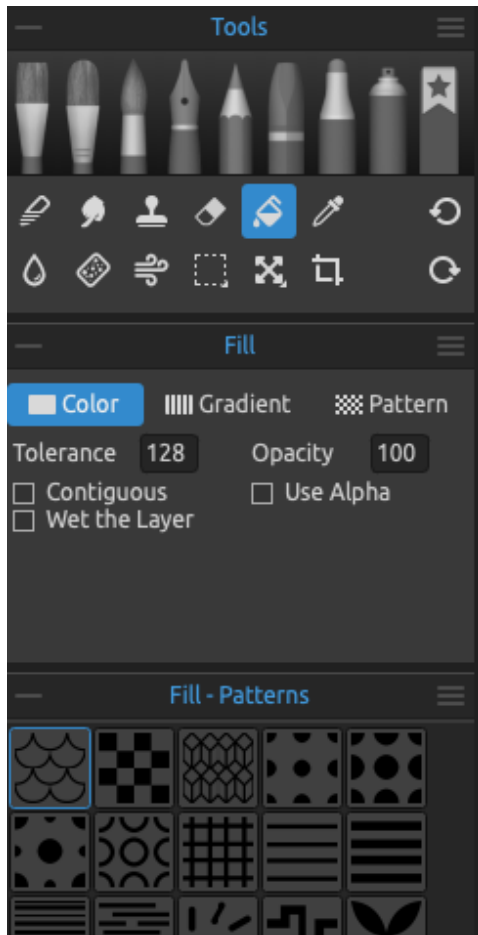 Tools
Fill
Color Gradient Pattern
Tolerance 128 Opacity 100
Contiguous Use Alpha
Wet the Layer
Fill - Patterns